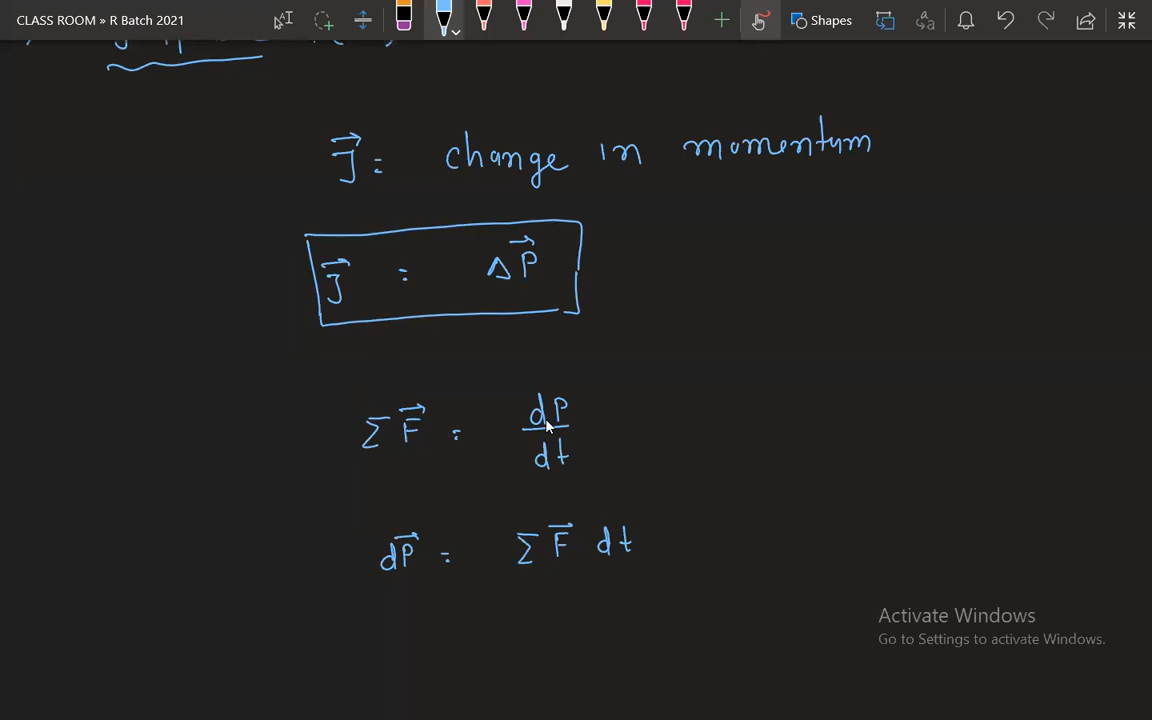 CLASS ROOM » R Batch 2021
Shapes
J⃗ = change in momentum
J⃗ = ΔP⃗
ΣF⃗ = dP/dt
dP⃗ = ΣF⃗ dt
Activate Windows
Go to Settings to activate Windows.